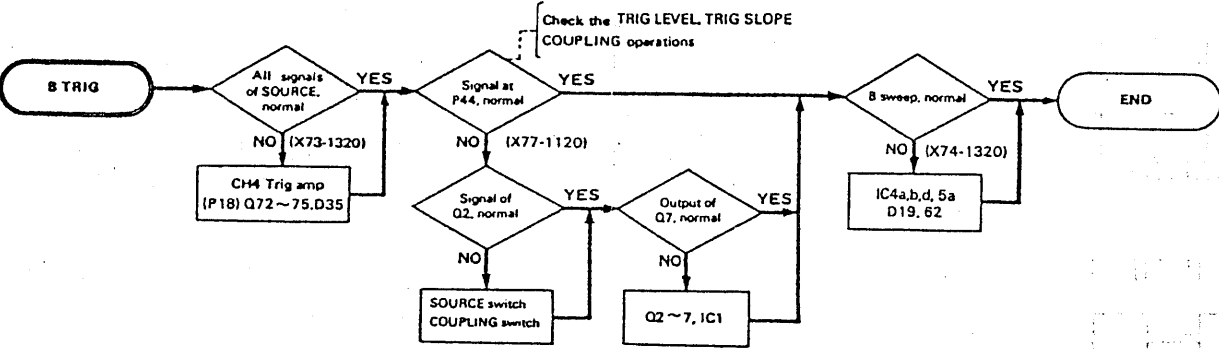 Check the TRIG LEVEL, TRIG SLOPE
COUPLING operations
B TRIG
All signals
of SOURCE,
normal
YES
NO
(X73-1320)
CH4 Trig amp
(P18) Q72～75, D35
Signal at
P44, normal
YES
NO
(X77-1120)
Signal of
Q2, normal
YES
NO
SOURCE switch
COUPLING switch
Output of
Q7, normal
YES
NO
Q2～7, IC1
B sweep, normal
YES
NO
(X74-1320)
IC4a,b,d, 5a
D19, 62
END